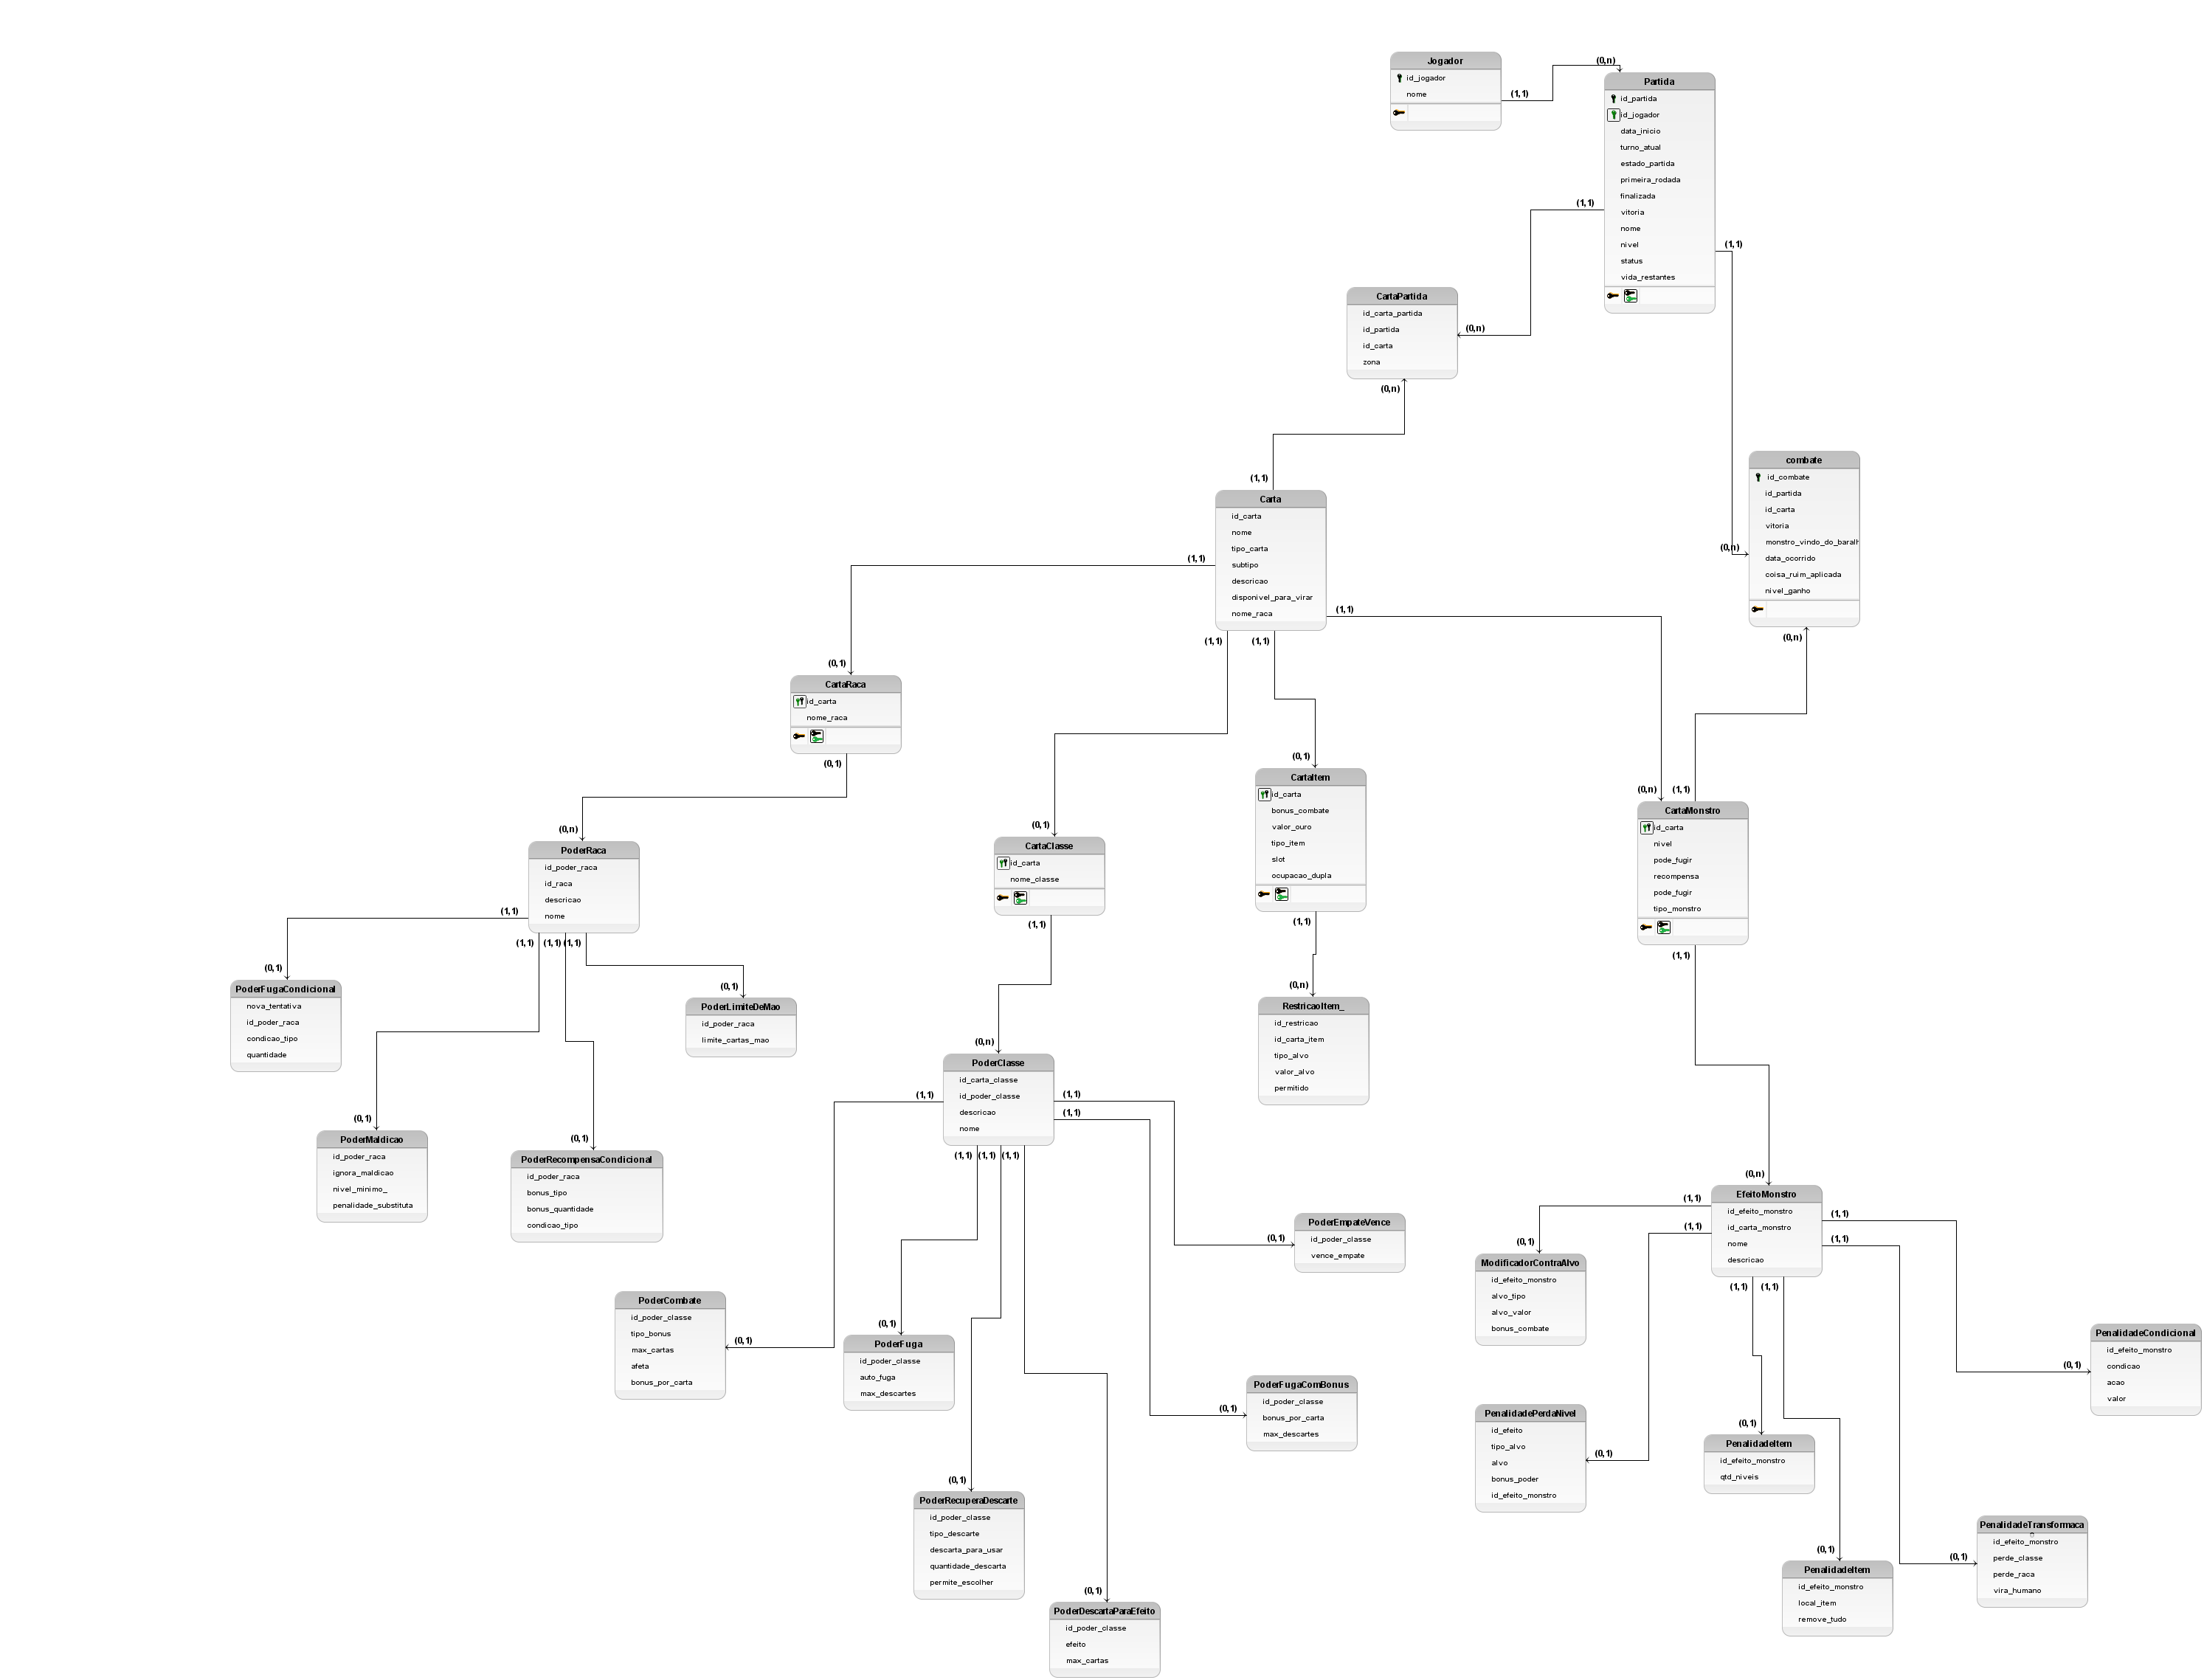 Jogador
id_jogador
nome
(1,1)
(0,n)
Partida
id_partida
id_jogador
data_inicio
turno_atual
estado_partida
primeira_rodada
finalizada
vitoria
nome
nivel
status
vida_restantes
(1,1)
(1,1)
CartaPartida
id_carta_partida
id_partida
id_carta
zona
(0,n)
(0,n)
combate
id_combate
id_partida
id_carta
vitoria
monstro_vindo_do_baralh
data_ocorrido
coisa_ruim_aplicada
nivel_ganho
(0,n)
(0,n)
(1,1)
Carta
id_carta
nome
tipo_carta
subtipo
descricao
disponivel_para_virar
nome_raca
(1,1)
(1,1)
(1,1)
(1,1)
(0,1)
CartaRaca
id_carta
nome_raca
(0,1)
(0,1)
CartaItem
id_carta
bonus_combate
valor_ouro
tipo_item
slot
ocupacao_dupla
(1,1)
(0,n)
(1,1)
CartaMonstro
id_carta
nivel
pode_fugir
recompensa
pode_fugir
tipo_monstro
(1,1)
(0,1)
CartaClasse
id_carta
nome_classe
(1,1)
(0,n)
PoderRaca
id_poder_raca
id_raca
descricao
nome
(1,1)
(1,1)
(1,1)
(1,1)
(0,1)
PoderFugaCondicional
nova_tentativa
id_poder_raca
condicao_tipo
quantidade
(0,1)
PoderLimiteDeMao
id_poder_raca
limite_cartas_mao
(0,n)
RestricaoItem_
id_restricao
id_carta_item
tipo_alvo
valor_alvo
permitido
(0,n)
PoderClasse
id_carta_classe
id_poder_classe
descricao
nome
(1,1)
(1,1)
(1,1)
(1,1)
(1,1)
(1,1)
(0,1)
PoderMaldicao
id_poder_raca
ignora_maldicao
nivel_minimo_
penalidade_substituta
(0,1)
PoderRecompensaCondicional
id_poder_raca
bonus_tipo
bonus_quantidade
condicao_tipo
(0,n)
EfeitoMonstro
id_efeito_monstro
id_carta_monstro
nome
descricao
(1,1)
(1,1)
(1,1)
(1,1)
(1,1)
(1,1)
PoderEmpateVence
id_poder_classe
vence_empate
(0,1)
(0,1)
ModificadorContraAlvo
id_efeito_monstro
alvo_tipo
alvo_valor
bonus_combate
PoderCombate
id_poder_classe
tipo_bonus
max_cartas
afeta
bonus_por_carta
(0,1)
(0,1)
PoderFuga
id_poder_classe
auto_fuga
max_descartes
PenalidadeCondicional
id_efeito_monstro
condicao
acao
valor
(0,1)
PoderFugaComBonus
id_poder_classe
bonus_por_carta
max_descartes
(0,1)
PenalidadePerdaNivel
id_efeito
tipo_alvo
alvo
bonus_poder
id_efeito_monstro
(0,1)
(0,1)
PenalidadeItem
id_efeito_monstro
qtd_niveis
(0,1)
PoderRecuperaDescarte
id_poder_classe
tipo_descarte
descarta_para_usar
quantidade_descarta
permite_escolher
PenalidadeTransformaca
o
id_efeito_monstro
perde_classe
perde_raca
vira_humano
(0,1)
(0,1)
PenalidadeItem
id_efeito_monstro
local_item
remove_tudo
(0,1)
PoderDescartaParaEfeito
id_poder_classe
efeito
max_cartas